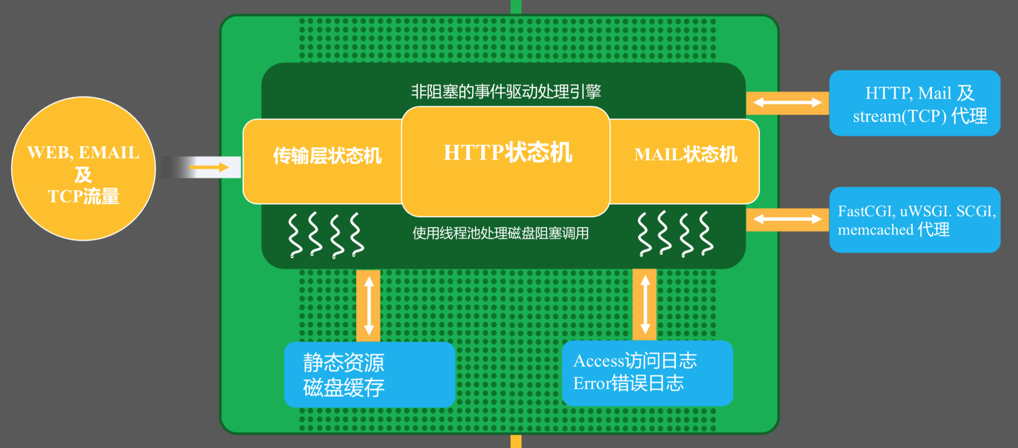 非阻塞的事件驱动处理引擎
WEB, EMAIL
及
TCP流量
传输层状态机
HTTP状态机
MAIL状态机
使用线程池处理磁盘阻塞调用
HTTP, Mail 及
stream(TCP) 代理
FastCGI, uWSGI. SCGI,
memcached 代理
静态资源
磁盘缓存
Access访问日志
Error错误日志